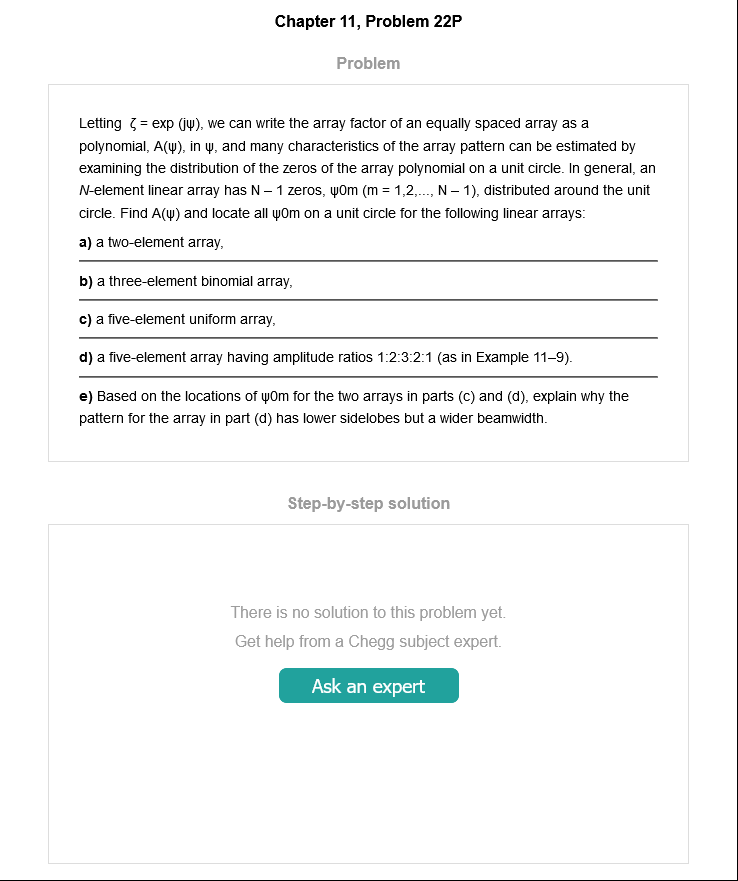 Chapter 11, Problem 22P
Problem
Letting ζ = exp (jψ), we can write the array factor of an equally spaced array as a
polynomial, A(ψ), in ψ, and many characteristics of the array pattern can be estimated by
examining the distribution of the zeros of the array polynomial on a unit circle. In general, an
N-element linear array has N – 1 zeros, ψ0m (m = 1,2,..., N – 1), distributed around the unit
circle. Find A(ψ) and locate all ψ0m on a unit circle for the following linear arrays:
a) a two-element array,
b) a three-element binomial array,
c) a five-element uniform array,
d) a five-element array having amplitude ratios 1:2:3:2:1 (as in Example 11–9).
e) Based on the locations of ψ0m for the two arrays in parts (c) and (d), explain why the
pattern for the array in part (d) has lower sidelobes but a wider beamwidth.
Step-by-step solution
There is no solution to this problem yet.
Get help from a Chegg subject expert.
Ask an expert